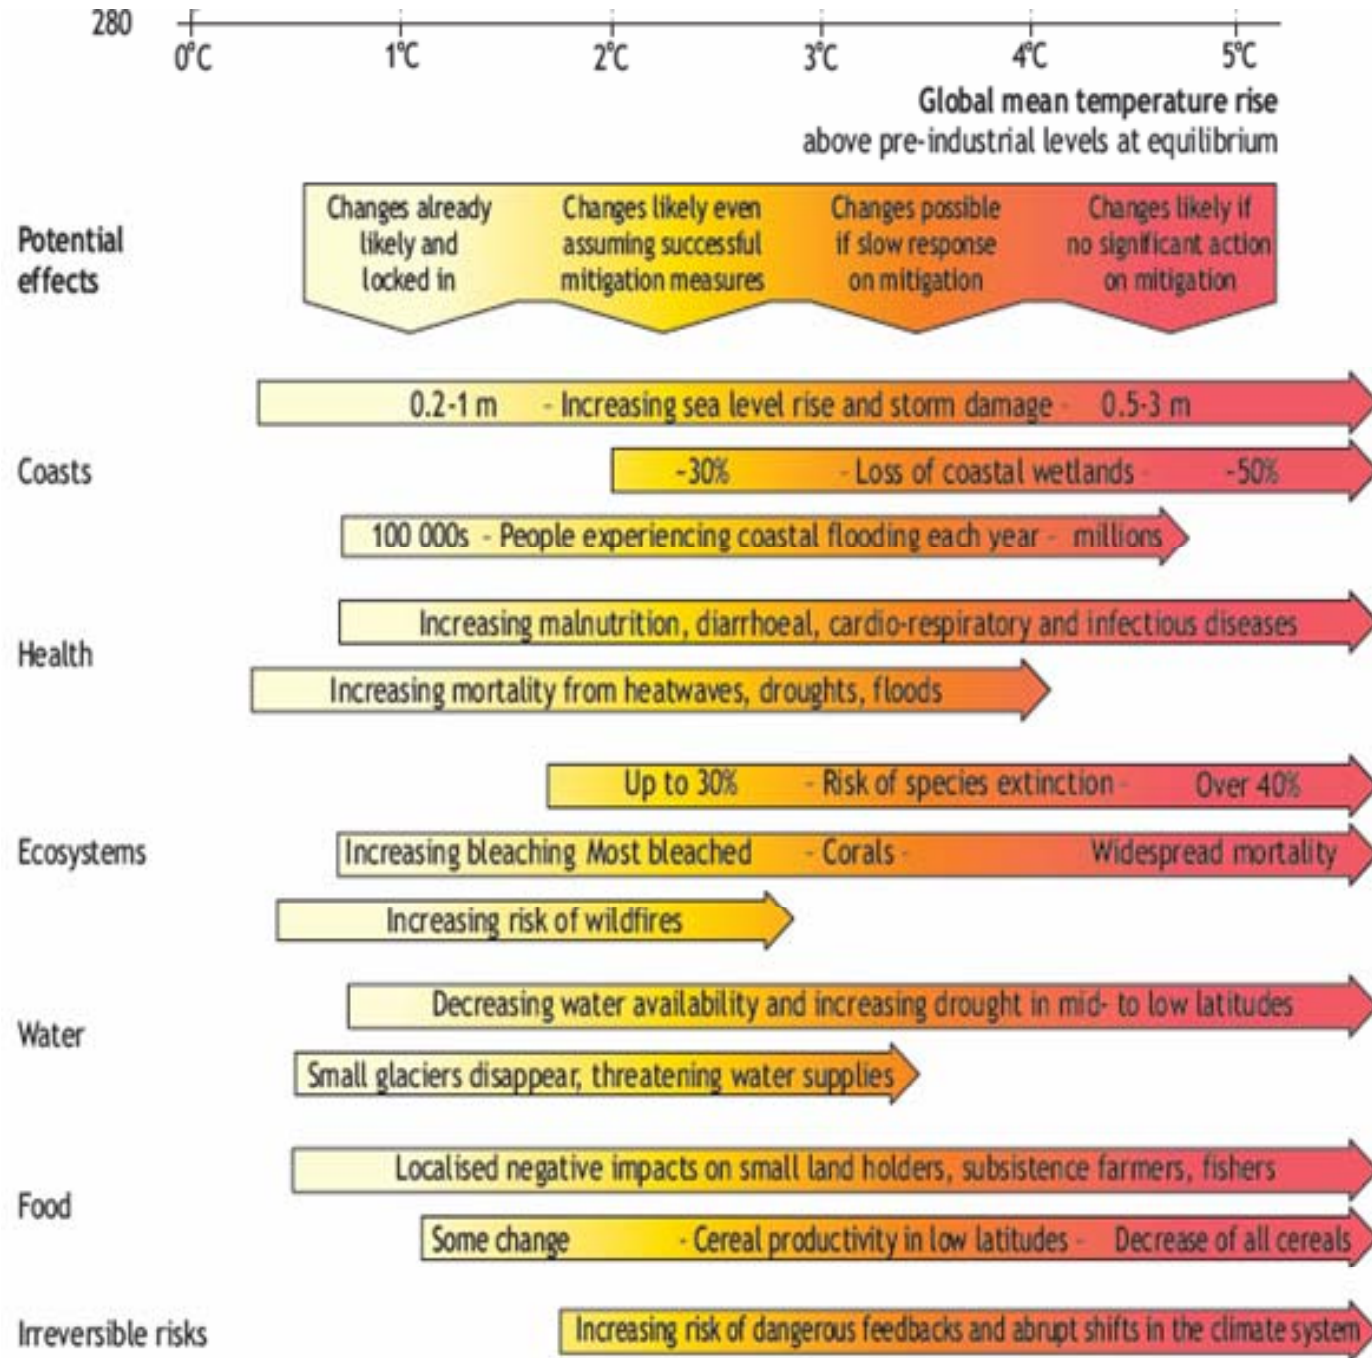 280
0°C 1°C 2°C 3°C 4°C 5°C
Global mean temperature rise
above pre-industrial levels at equilibrium
Potential
effects
Changes already
likely and
locked in
Changes likely even
assuming successful
mitigation measures
Changes possible
if slow response
on mitigation
Changes likely if
no significant action
on mitigation
Coasts
0.2-1 m - Increasing sea level rise and storm damage - 0.5-3 m
~30% - Loss of coastal wetlands - ~50%
100 000s - People experiencing coastal flooding each year - millions
Health
Increasing malnutrition, diarrhoeal, cardio-respiratory and infectious diseases
Increasing mortality from heatwaves, droughts, floods
Ecosystems
Up to 30% - Risk of species extinction - Over 40%
Increasing bleaching Most bleached - Corals - Widespread mortality
Increasing risk of wildfires
Water
Decreasing water availability and increasing drought in mid- to low latitudes
Small glaciers disappear, threatening water supplies
Food
Localised negative impacts on small land holders, subsistence farmers, fishers
Some change - Cereal productivity in low latitudes - Decrease of all cereals
Irreversible risks
Increasing risk of dangerous feedbacks and abrupt shifts in the climate system